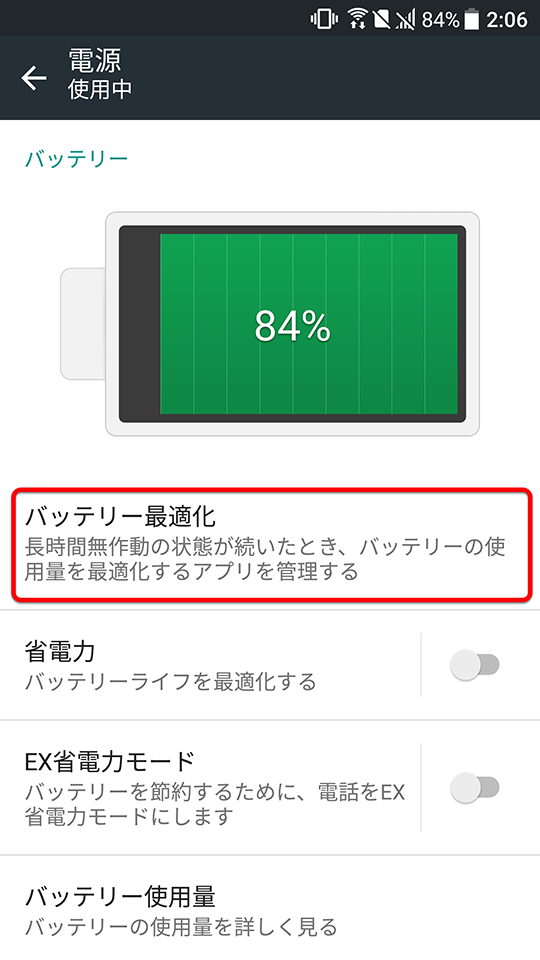 84% 2:06
電源
使用中
バッテリー
84%
バッテリー最適化
長時間無作動の状態が続いたとき、バッテリーの使
用量を最適化するアプリを管理する
省電力
バッテリーライフを最適化する
EX省電力モード
バッテリーを節約するために、電話をEX
省電力モードにします
バッテリー使用量
バッテリーの使用量を詳しく見る